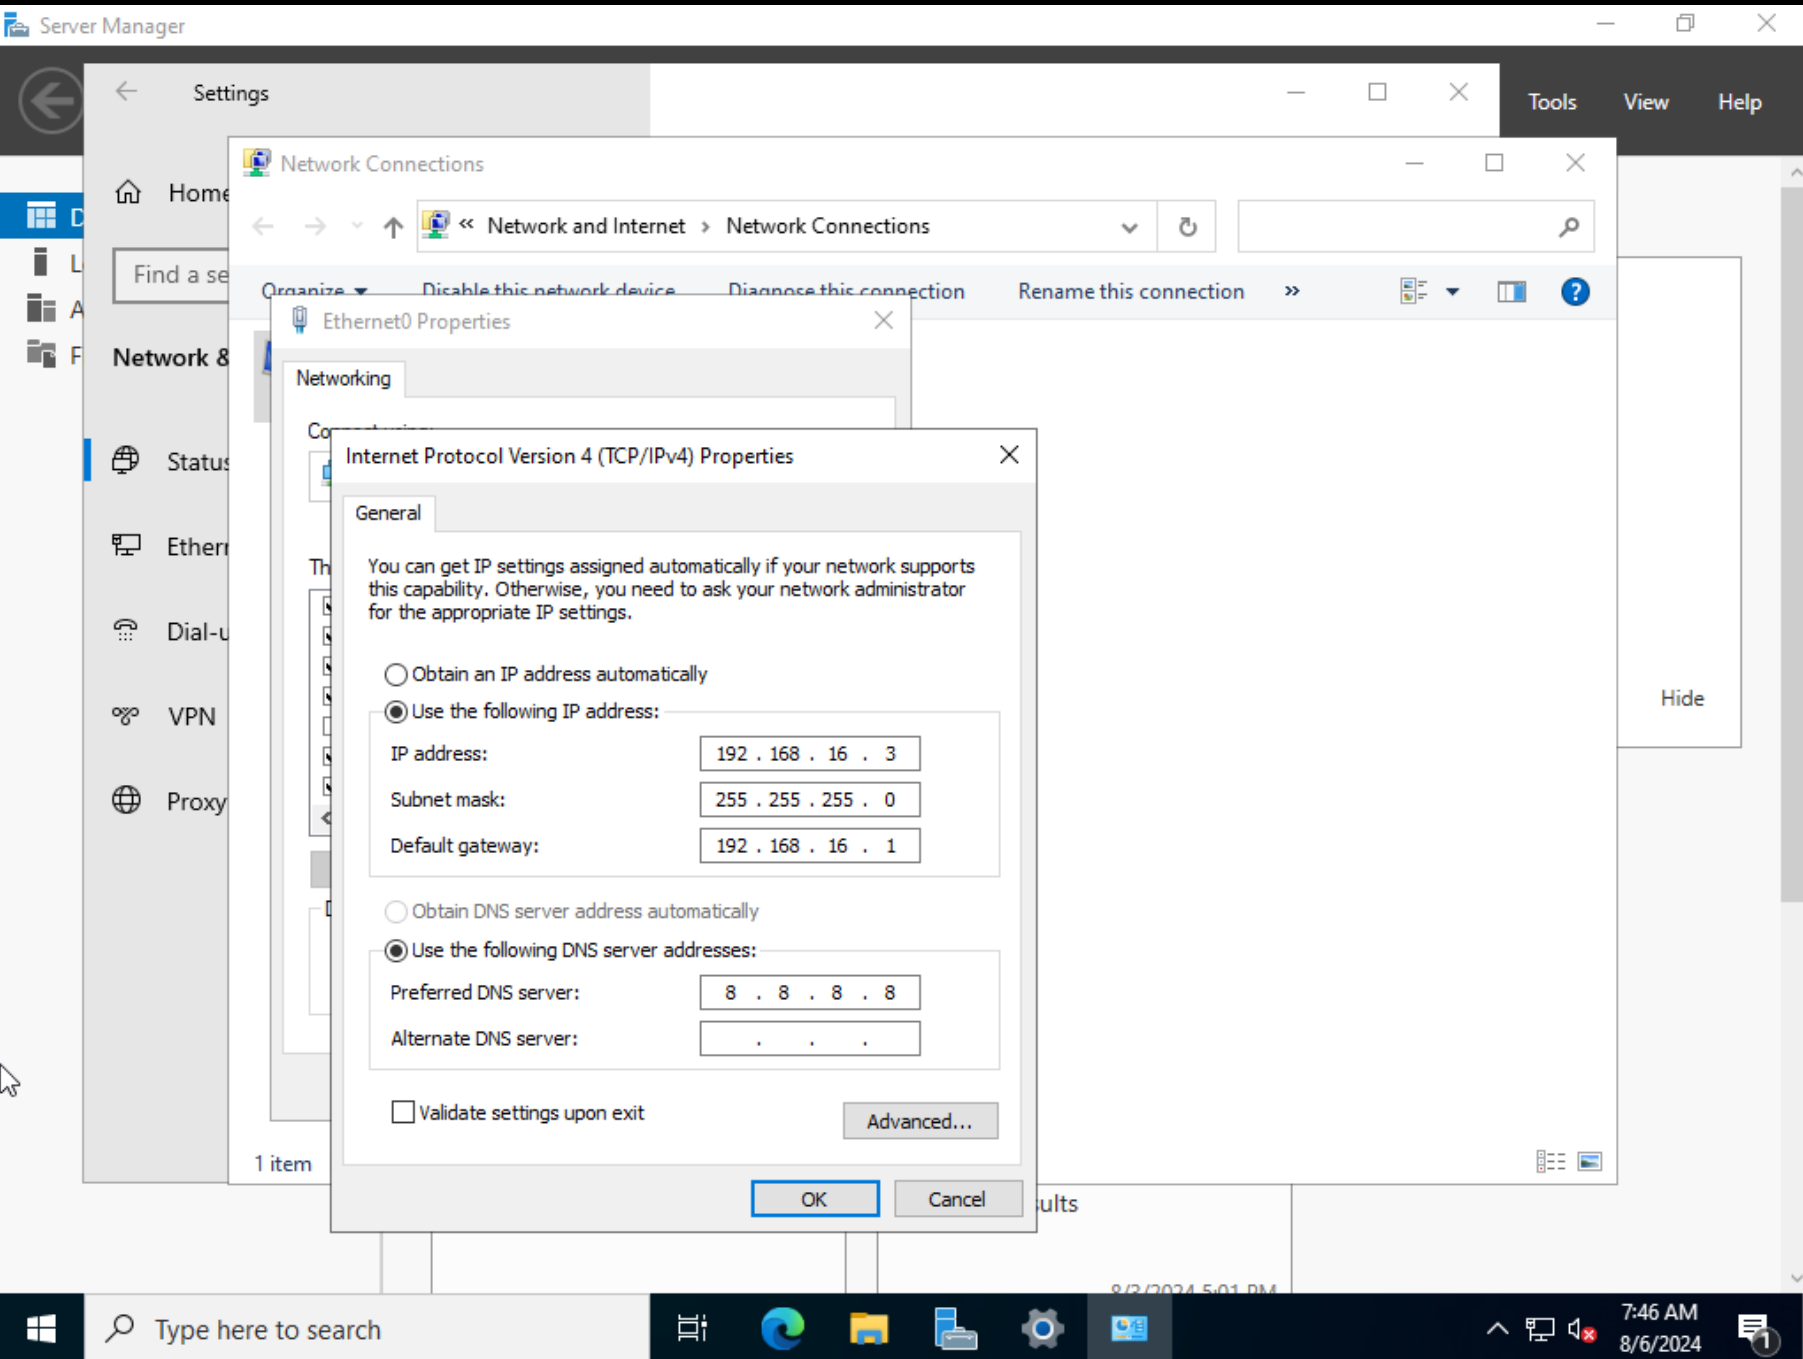 Server Manager
Settings
Tools View Help
Network Connections
Home
« Network and Internet › Network Connections
Find a se
Organize Disable this network device Diagnose this connection Rename this connection »
Ethernet0 Properties
Network &
Networking
Connect using:
Internet Protocol Version 4 (TCP/IPv4) Properties
Status
General
Ethern
Th
You can get IP settings assigned automatically if your network supports
this capability. Otherwise, you need to ask your network administrator
for the appropriate IP settings.
Dial-u
Obtain an IP address automatically
Hide
Use the following IP address:
VPN
IP address: 192 . 168 . 16 . 3
Subnet mask: 255 . 255 . 255 . 0
Proxy
Default gateway: 192 . 168 . 16 . 1
Obtain DNS server address automatically
Use the following DNS server addresses:
Preferred DNS server: 8 . 8 . 8 . 8
Alternate DNS server: . . .
Validate settings upon exit
Advanced...
1 item
OK Cancel
ults
8/3/2024 5:01 PM
Type here to search
7:46 AM
8/6/2024
1